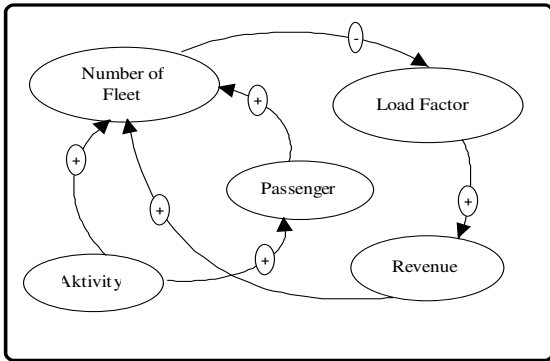 Number of
Fleet
-
Load Factor
+
+
Passenger
+
+
+
Aktivity
Revenue